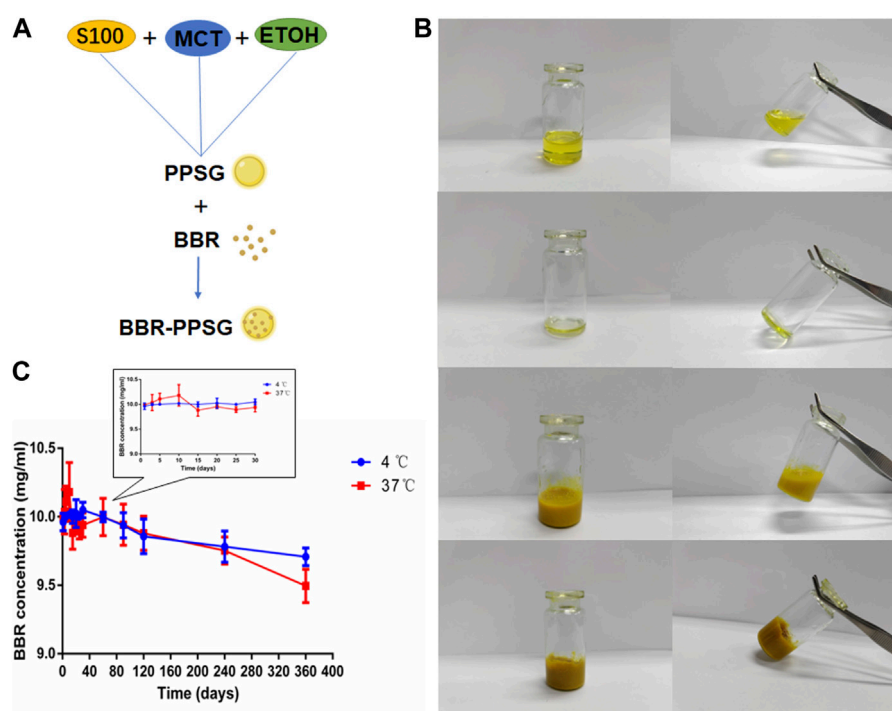 A
S100 + MCT + ETOH
PPSG
+
BBR
BBR-PPSG
B
C
BBR concentration (mg/ml)
10.5
10.0
9.5
9.0
0 40 80 120 160 200 240 280 320 360 400
Time (days)
4 ℃
37℃
BBR concentration (mg/ml)
10.5
10.0
9.5
9.0
0 5 10 15 20 25 30
Time (days)
4 ℃
37℃